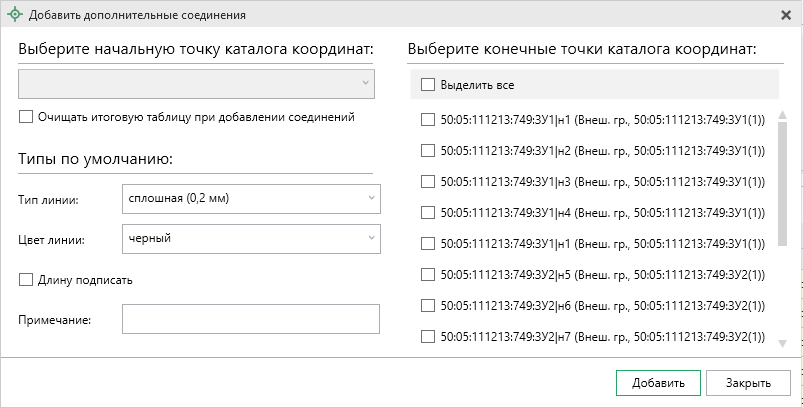 Добавить дополнительные соединения
Выберите начальную точку каталога координат:
Очищать итоговую таблицу при добавлении соединений
Типы по умолчанию:
Тип линии:
сплошная (0,2 мм)
Цвет линии:
черный
Длину подписать
Примечание:
Выберите конечные точки каталога координат:
Выделить все
50:05:111213:749:ЗУ1|н1 (Внеш. гр., 50:05:111213:749:ЗУ1(1))
50:05:111213:749:ЗУ1|н2 (Внеш. гр., 50:05:111213:749:ЗУ1(1))
50:05:111213:749:ЗУ1|н3 (Внеш. гр., 50:05:111213:749:ЗУ1(1))
50:05:111213:749:ЗУ1|н4 (Внеш. гр., 50:05:111213:749:ЗУ1(1))
50:05:111213:749:ЗУ1|н1 (Внеш. гр., 50:05:111213:749:ЗУ1(1))
50:05:111213:749:ЗУ2|н5 (Внеш. гр., 50:05:111213:749:ЗУ2(1))
50:05:111213:749:ЗУ2|н6 (Внеш. гр., 50:05:111213:749:ЗУ2(1))
50:05:111213:749:ЗУ2|н7 (Внеш. гр., 50:05:111213:749:ЗУ2(1))
Добавить
Закрыть